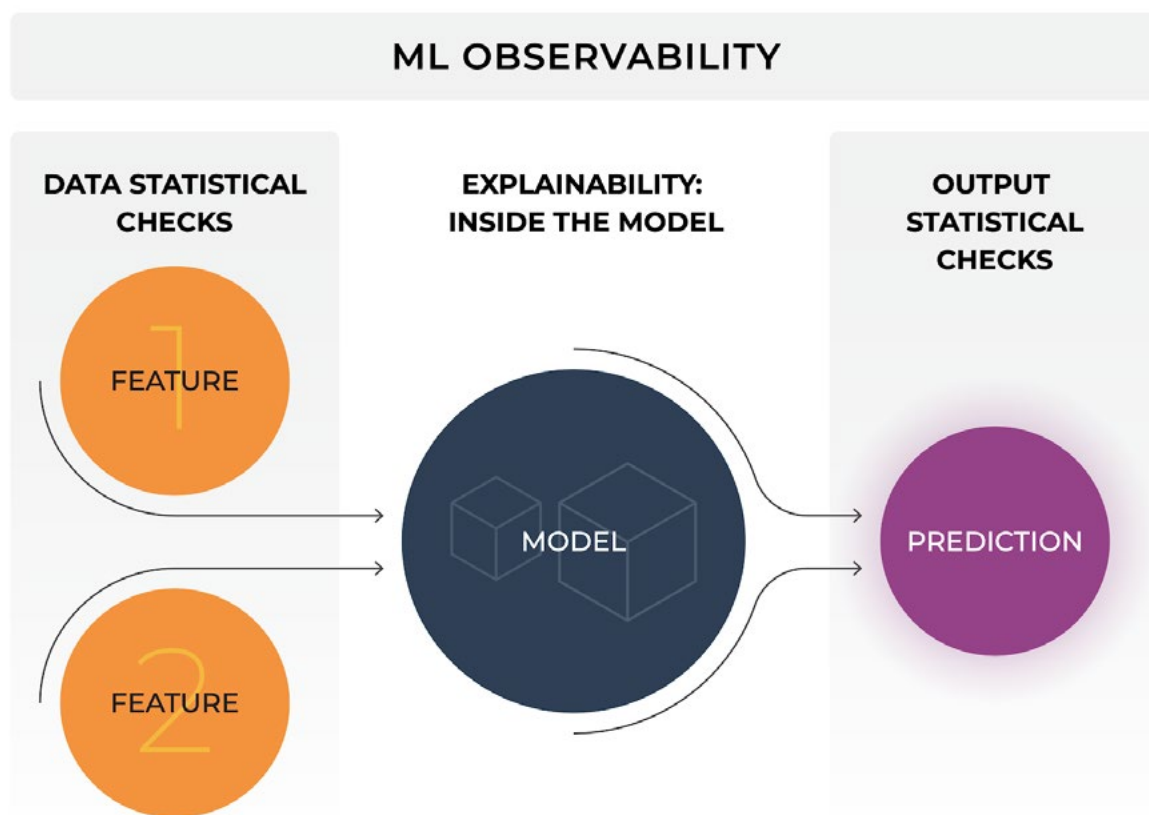 ML OBSERVABILITY
DATA STATISTICAL
CHECKS
1
FEATURE
2
FEATURE
EXPLAINABILITY:
INSIDE THE MODEL
MODEL
OUTPUT
STATISTICAL
CHECKS
PREDICTION